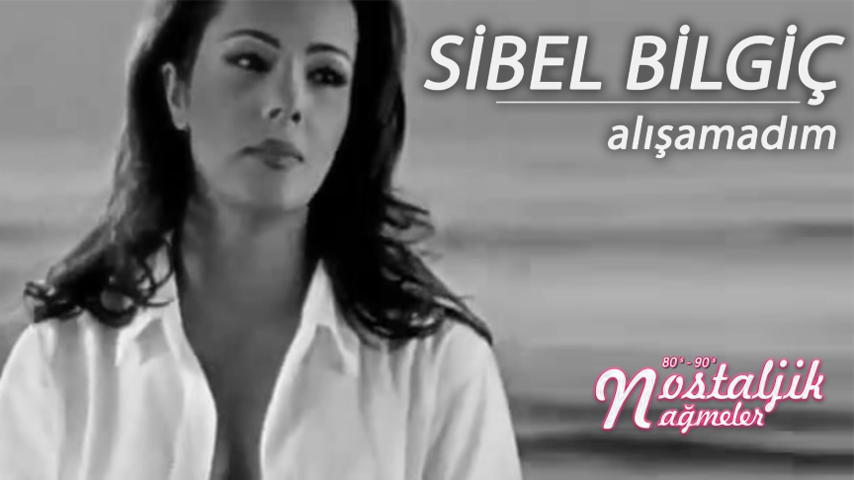 SİBEL BİLGİÇ
alışamadım
80's - 90's
Nostaljik
Nağmeler